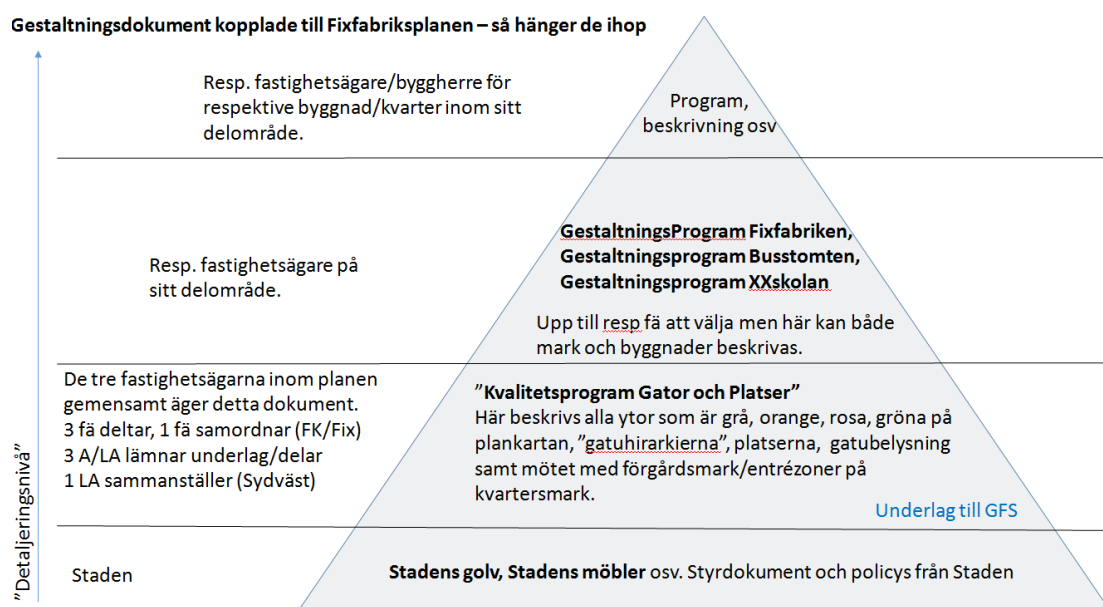 Gestaltningsdokument kopplade till Fixfabriksplanen – så hänger de ihop
Resp. fastighetsägare/byggherre för
respektive byggnad/kvarter inom sitt
delområde.
Program,
beskrivning osv
Resp. fastighetsägare på
sitt delområde.
GestaltningsProgram Fixfabriken,
Gestaltningsprogram Busstomten,
Gestaltningsprogram XXskolan
Upp till resp fä att välja men här kan både
mark och byggnader beskrivas.
De tre fastighetsägarna inom planen
gemensamt äger detta dokument.
3 fä deltar, 1 fä samordnar (FK/Fix)
3 A/LA lämnar underlag/delar
1 LA sammanställer (Sydväst)
”Kvalitetsprogram Gator och Platser”
Här beskrivs alla ytor som är grå, orange, rosa, gröna på
plankartan, ”gatuhirarkierna”, platserna, gatubelysning
samt mötet med förgårdsmark/entrézoner på
kvartersmark.
Underlag till GFS
”Detaljeringsnivå”
Staden
Stadens golv, Stadens möbler osv. Styrdokument och policys från Staden